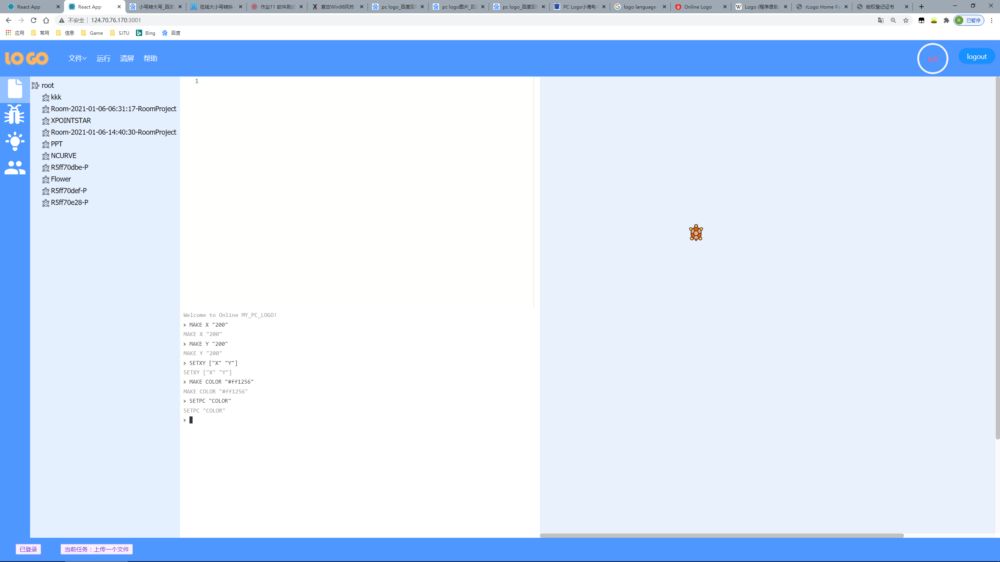 React App
React App
小写转大写_百度
在线大小写转换-
作业11 软件测试
复古Win98风格
pc logo_百度百科
pc logo图片_百度
pc logo_百度百科
PC Logo小海龟
logo language -
Online Logo
Logo (程序语言)
rLogo Home Pa
版权登记证书
不安全
124.70.76.170:3001
R
已暂停
应用
常用
信息
Game
SJTU
Bing
百度
LOGO
文件
运行
清屏
帮助
Lv2
logout
root
kkk
Room-2021-01-06-06:31:17-RoomProject
XPOINTSTAR
Room-2021-01-06-14:40:30-RoomProject
PPT
NCURVE
R5ff70dbe-P
Flower
R5ff70def-P
R5ff70e28-P
1
Welcome to Online MY_PC_LOGO!
> MAKE X "200"
MAKE X "200"
> MAKE Y "200"
MAKE Y "200"
> SETXY ["X" "Y"]
SETXY ["X" "Y"]
> MAKE COLOR "#ff1256"
MAKE COLOR "#ff1256"
> SETPC "COLOR"
SETPC "COLOR"
>
已登录
当前任务：上传一个文件